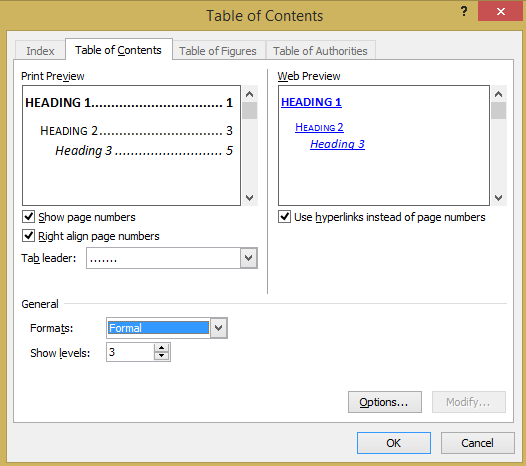 Table of Contents
? ×
Index Table of Contents Table of Figures Table of Authorities
Print Preview
HEADING 1.................................. 1
HEADING 2............................... 3
Heading 3 ........................... 5
Show page numbers
Right align page numbers
Tab leader: .......
Web Preview
HEADING 1
HEADING 2
Heading 3
Use hyperlinks instead of page numbers
General
Formats: Formal
Show levels: 3
Options... Modify...
OK Cancel